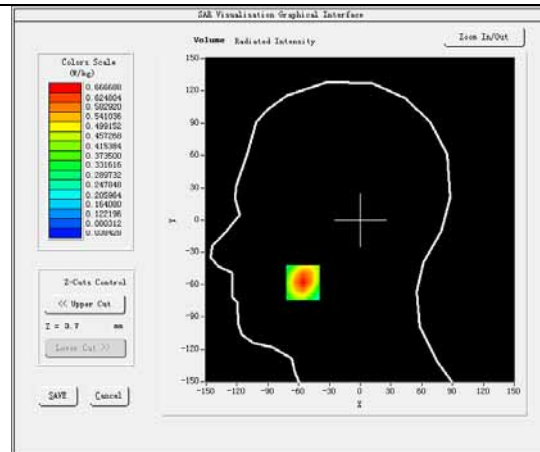 SAR Visualisation Graphical Interface
Volume Radiated Intensity
Zoom In/Out
Colors Scale
(W/kg)
0.666688
0.624804
0.582920
0.541036
0.499152
0.457268
0.415384
0.373500
0.331616
0.289732
0.247848
0.205964
0.164080
0.122196
0.080312
0.038428
Z-Cuts Control
<< Upper Cut
Z = 3.7 mm
Lower Cut >>
SAVE Cancel
150
120
90
60
30
Y 0
-30
-60
-90
-120
-150
-150 -120 -90 -60 -30 0 30 60 90 120 150
X